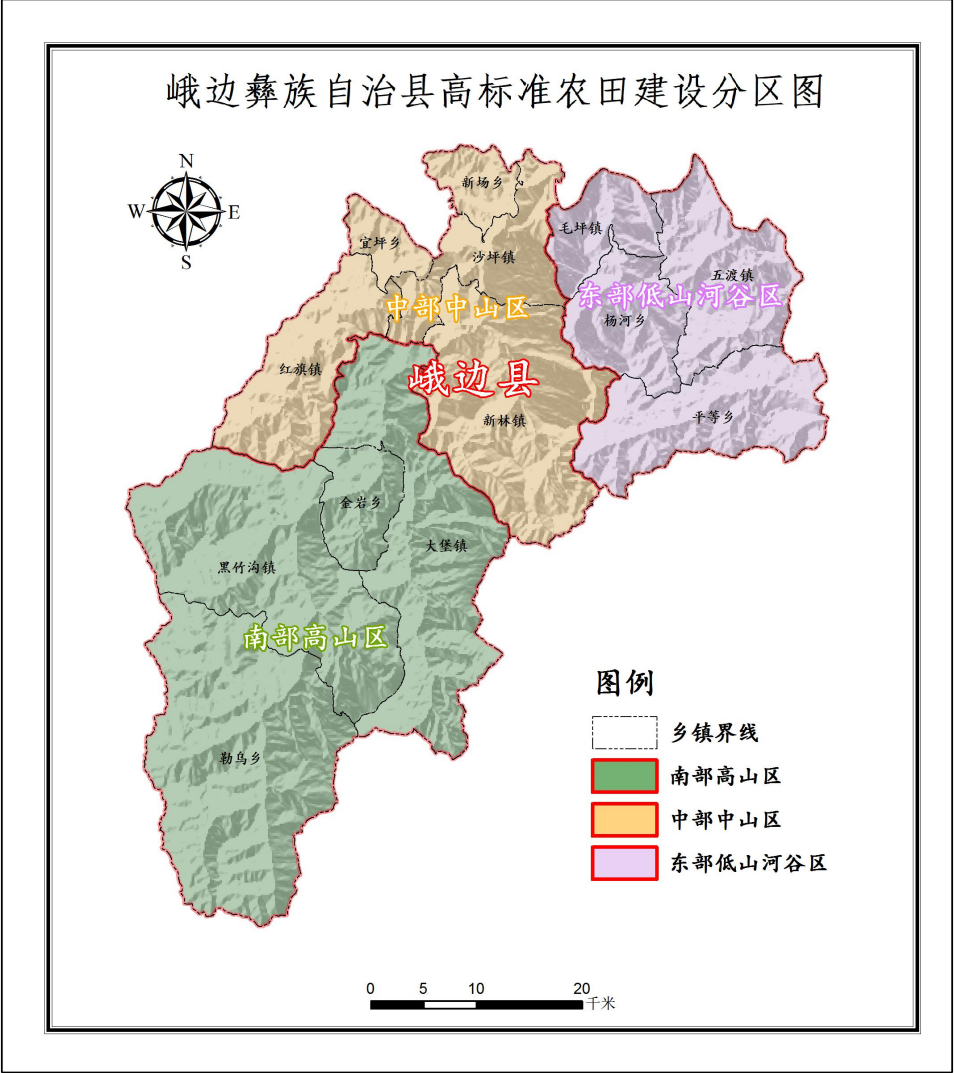 峨边彝族自治县高标准农田建设分区图
N
W
E
S
新场乡
毛坪镇
宜坪乡
沙坪镇
五渡镇
东部低山河谷区
中部中山区
杨河乡
红旗镇
峨边县
新林镇
平等乡
金岩乡
大堡镇
黑竹沟镇
南部高山区
勒乌乡
图例
乡镇界线
南部高山区
中部中山区
东部低山河谷区
0 5 10 20
千米